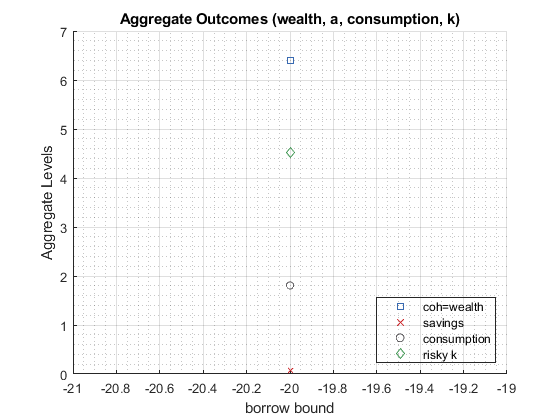 Aggregate Outcomes (wealth, a, consumption, k)
7
6
5
4
3
2
1
0
Aggregate Levels
coh=wealth
savings
consumption
risky k
-21 -20.8 -20.6 -20.4 -20.2 -20 -19.8 -19.6 -19.4 -19.2 -19
borrow bound